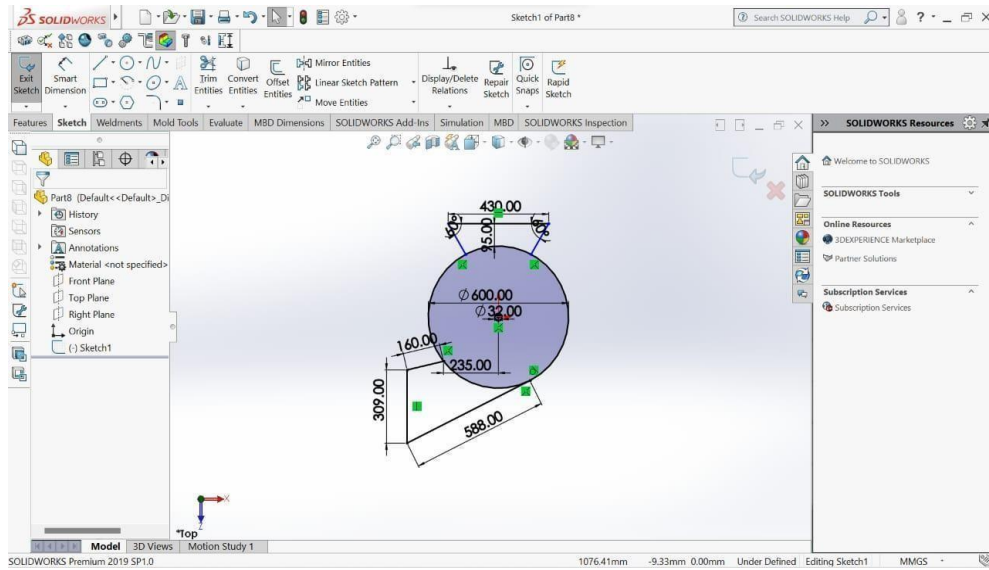 SOLIDWORKS
Sketch1 of Part8 *
Search SOLIDWORKS Help
?
Exit Sketch
Smart Dimension
Trim Entities
Convert Entities
Offset Entities
Mirror Entities
Linear Sketch Pattern
Move Entities
Display/Delete Relations
Repair Sketch
Quick Snaps
Rapid Sketch
Features Sketch Weldments Mold Tools Evaluate MBD Dimensions SOLIDWORKS Add-Ins Simulation MBD SOLIDWORKS Inspection
Part8 (Default<<Default>_Di
History
Sensors
Annotations
Material <not specified>
Front Plane
Top Plane
Right Plane
Origin
(-) Sketch1
430.00
60°
95.00
60°
Ø600.00
Ø32.00
160.00
235.00
309.00
588.00
X
Z
*Top
SOLIDWORKS Resources
Welcome to SOLIDWORKS
SOLIDWORKS Tools
Online Resources
3DEXPERIENCE Marketplace
Partner Solutions
Subscription Services
Subscription Services
Model 3D Views Motion Study 1
SOLIDWORKS Premium 2019 SP1.0
1076.41mm -9.33mm 0.00mm Under Defined Editing Sketch1 MMGS